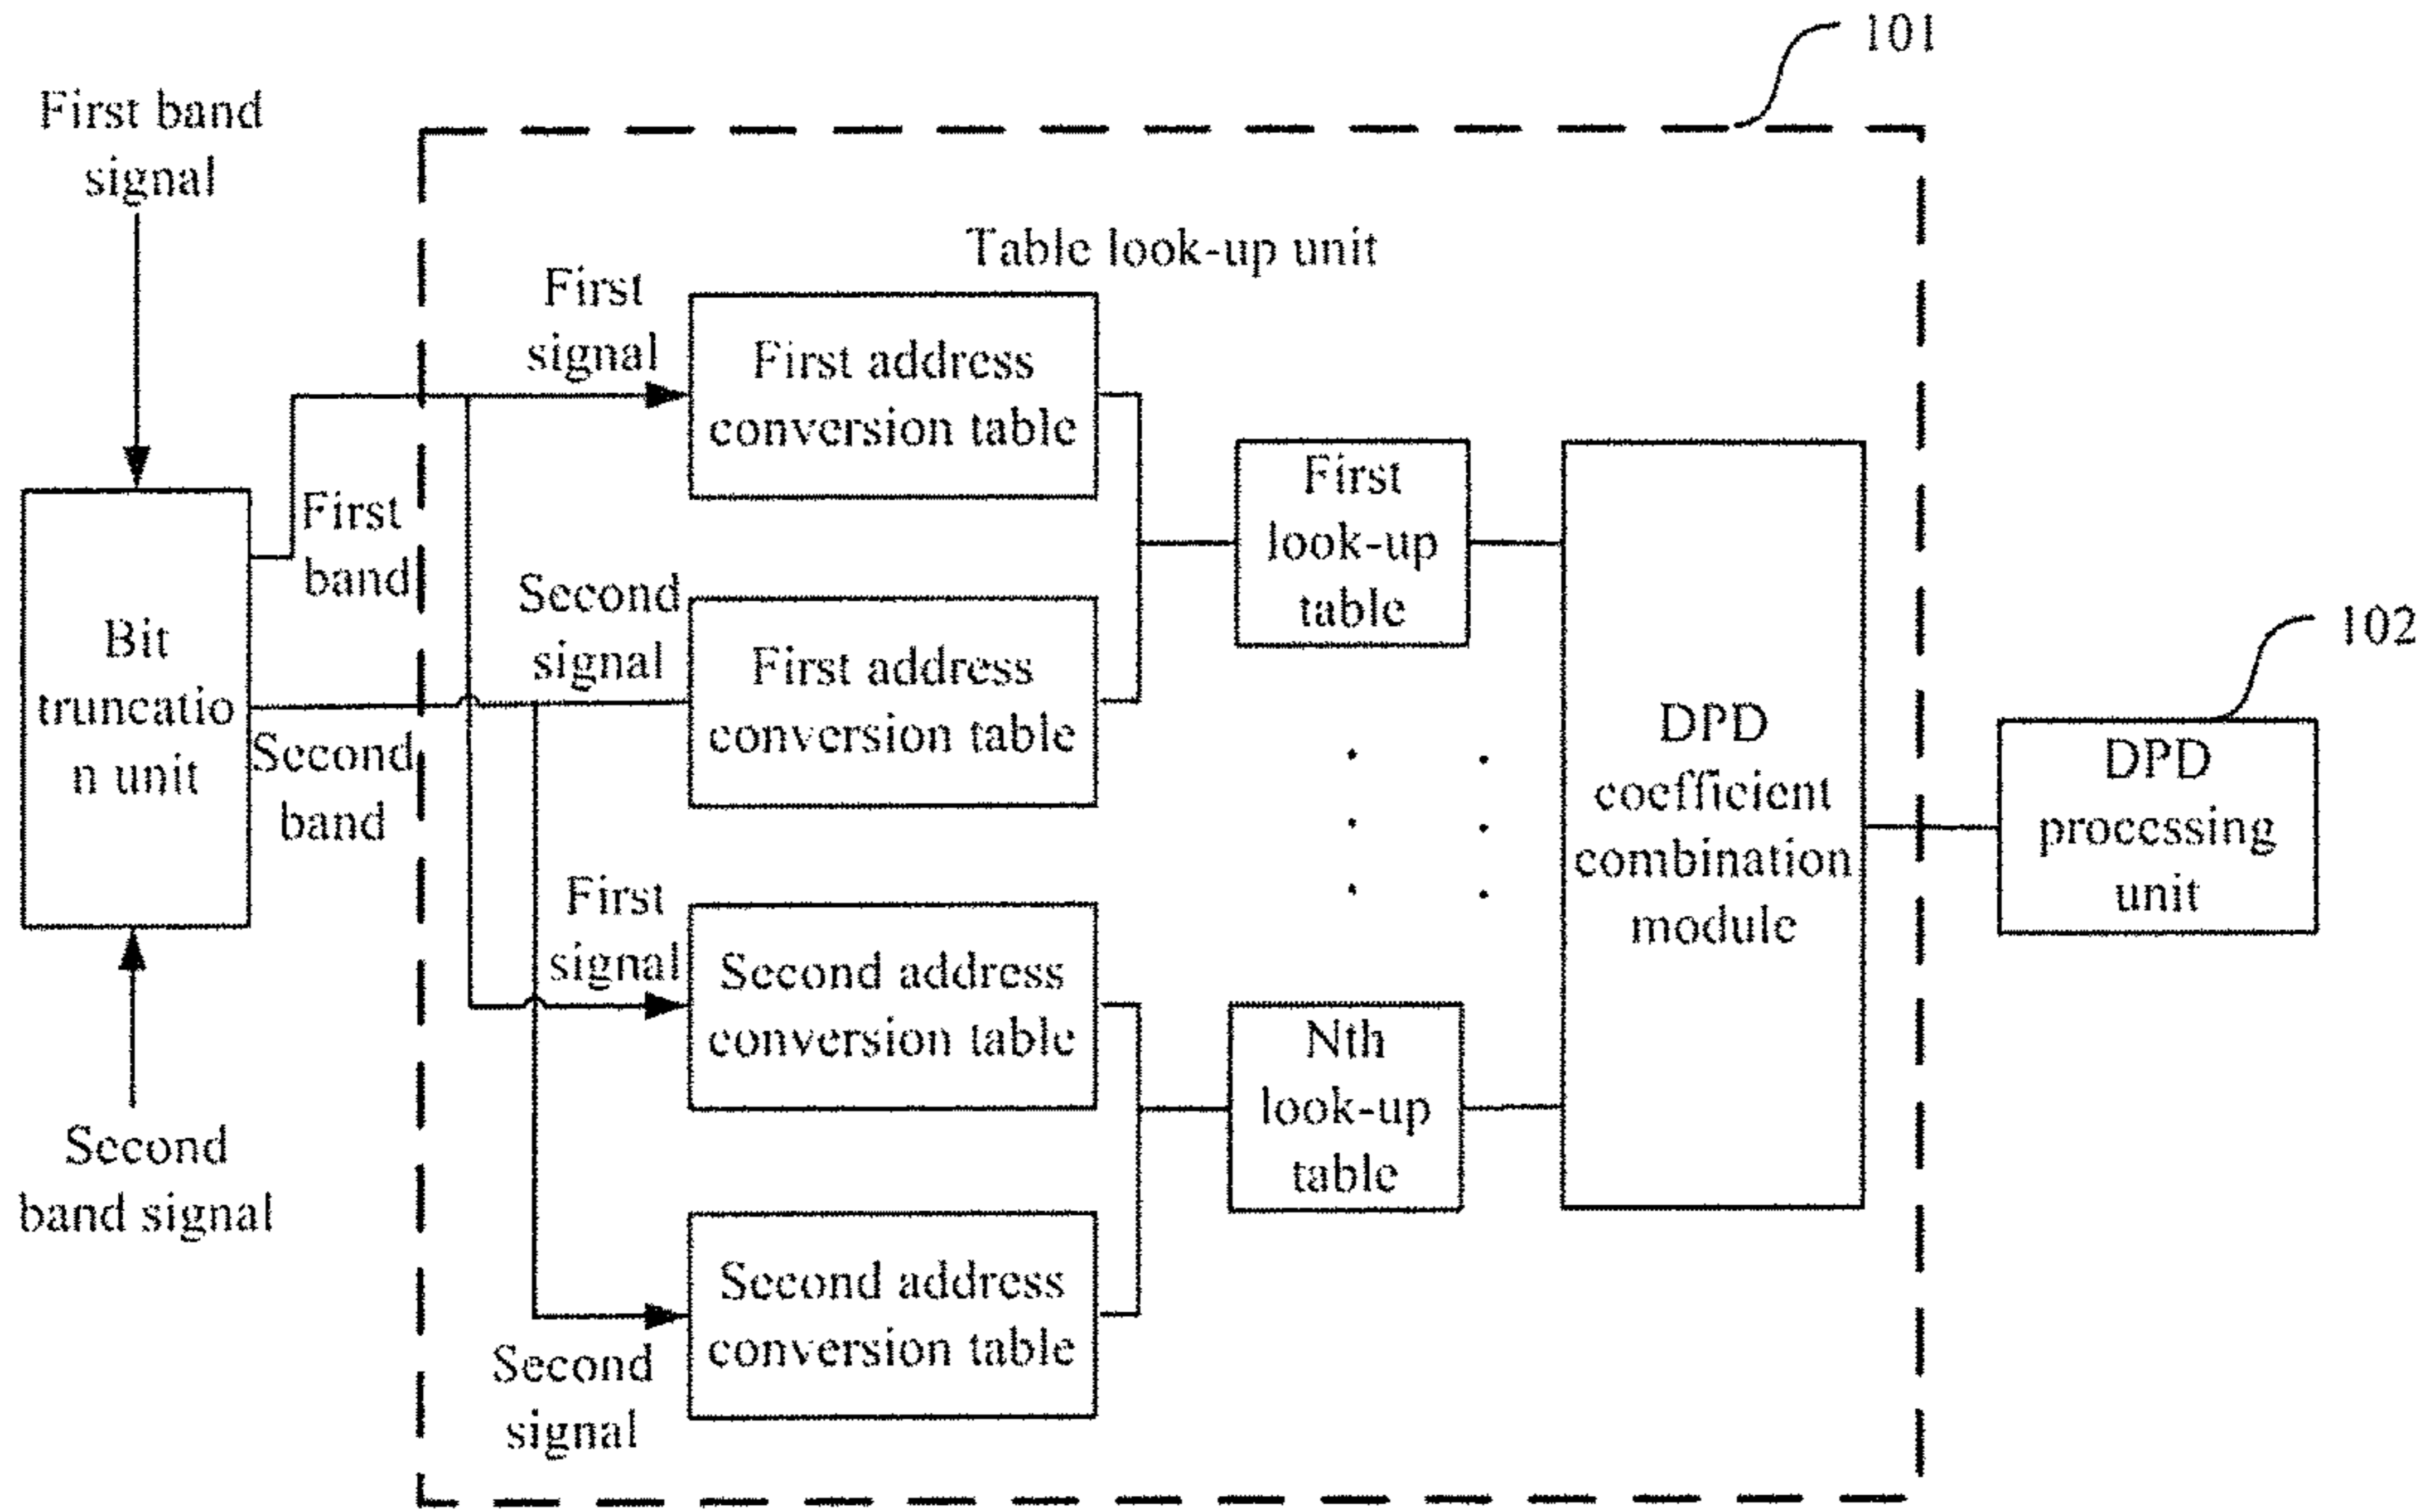 101
First band
signal
Table look-up unit
First
signal
First address
conversion table
First
look-up
table
First
band
Second
signal
First address
conversion table
Bit
truncatio
n unit
Second
band
102
DPD
coefficient
combination
module
DPD
processing
unit
First
signal
Second address
conversion table
Nth
look-up
table
Second
band signal
Second address
conversion table
Second
signal